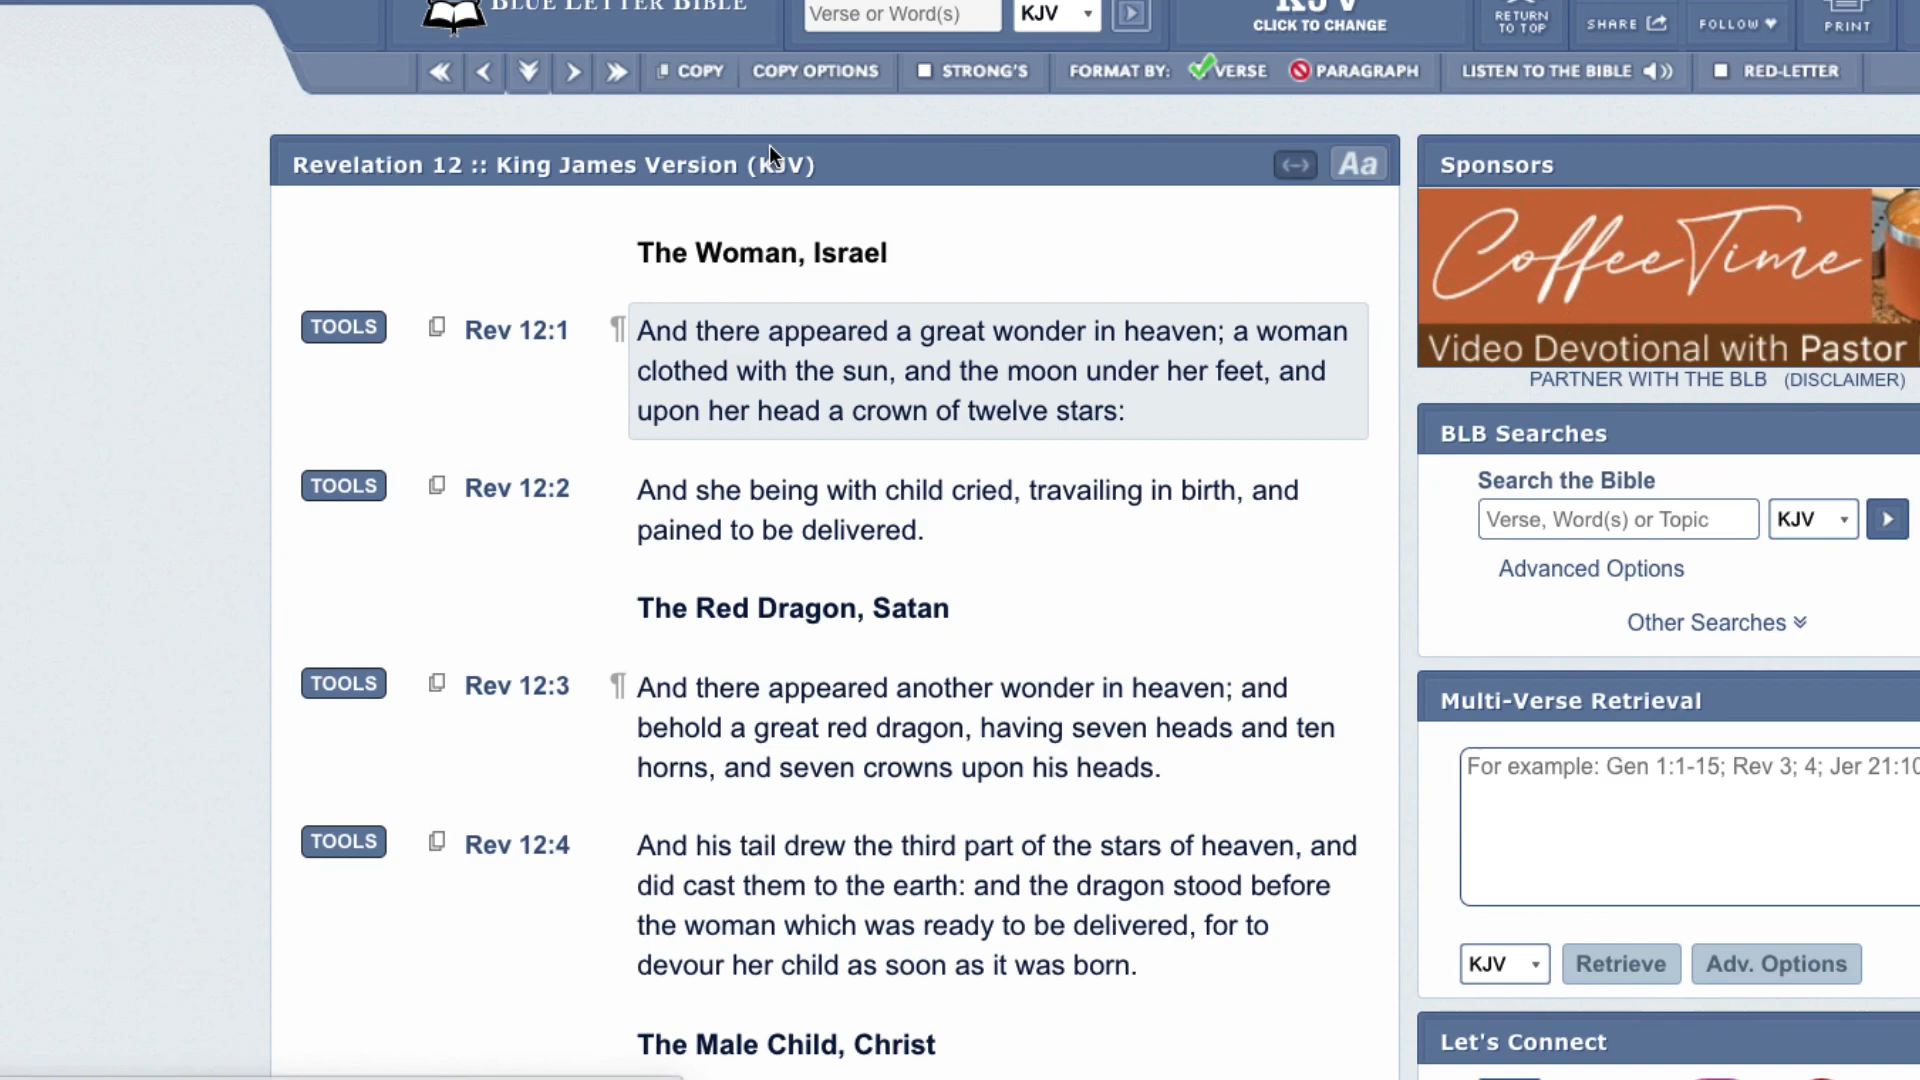 BLUE LETTER BIBLE
Verse or Word(s)
KJV
KJV
CLICK TO CHANGE
RETURN
TO TOP
SHARE
FOLLOW
PRINT
COPY
COPY OPTIONS
STRONG'S
FORMAT BY:
VERSE
PARAGRAPH
LISTEN TO THE BIBLE
RED-LETTER
Revelation 12 :: King James Version (KJV)
Aa
The Woman, Israel
TOOLS
Rev 12:1
¶ And there appeared a great wonder in heaven; a woman
clothed with the sun, and the moon under her feet, and
upon her head a crown of twelve stars:
TOOLS
Rev 12:2
And she being with child cried, travailing in birth, and
pained to be delivered.
The Red Dragon, Satan
TOOLS
Rev 12:3
¶ And there appeared another wonder in heaven; and
behold a great red dragon, having seven heads and ten
horns, and seven crowns upon his heads.
TOOLS
Rev 12:4
And his tail drew the third part of the stars of heaven, and
did cast them to the earth: and the dragon stood before
the woman which was ready to be delivered, for to
devour her child as soon as it was born.
The Male Child, Christ
Sponsors
Coffee Time
Video Devotional with Pastor
PARTNER WITH THE BLB (DISCLAIMER)
BLB Searches
Search the Bible
Verse, Word(s) or Topic
KJV
Advanced Options
Other Searches
Multi-Verse Retrieval
For example: Gen 1:1-15; Rev 3; 4; Jer 21:10
KJV
Retrieve
Adv. Options
Let's Connect